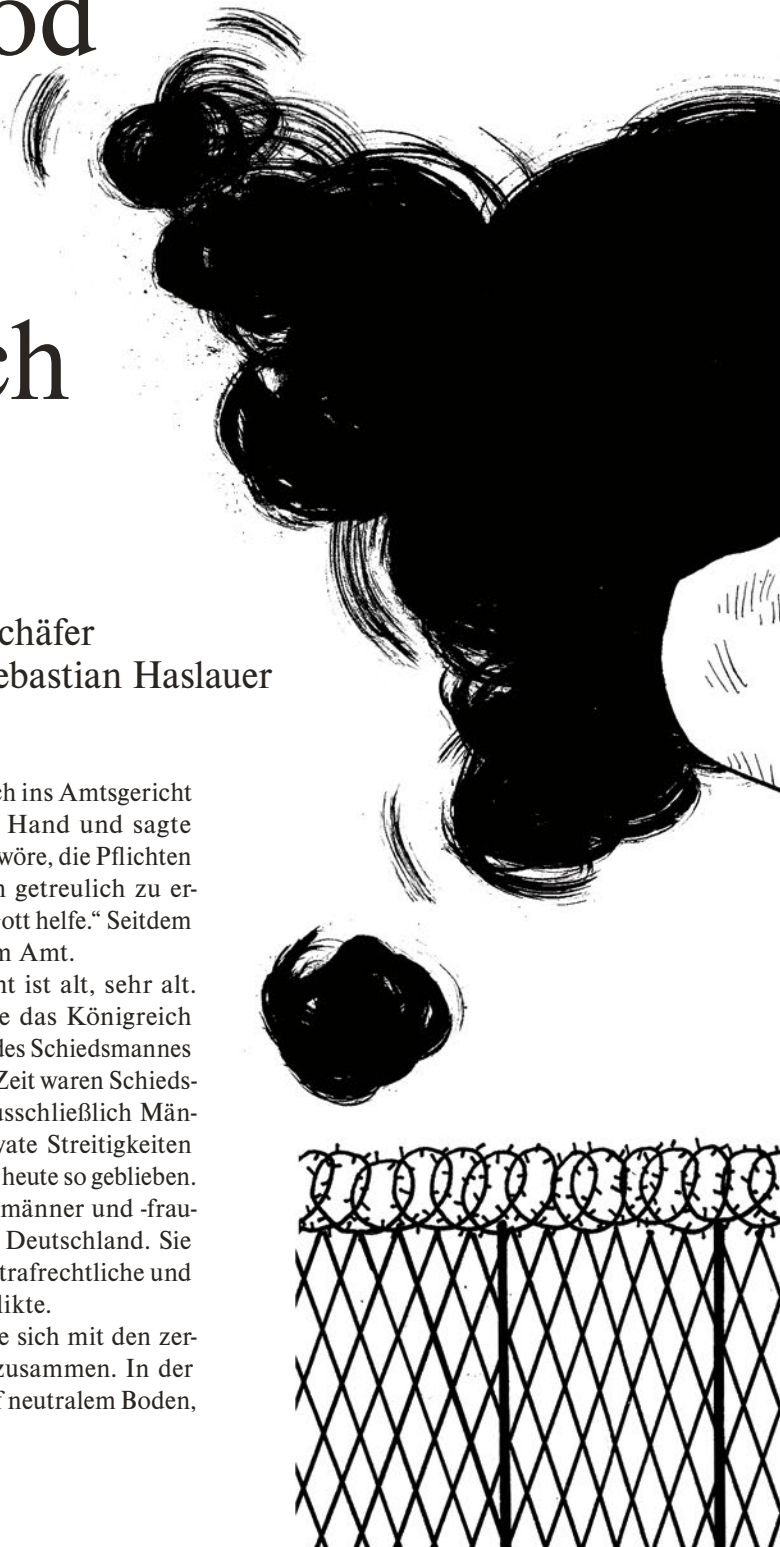 od
ch
chäfer
ebastian Haslauer
ch ins Amtsgericht
Hand und sagte
wöre, die Pflichten
n getreulich zu er-
ott helfe.“ Seitdem
m Amt.
nt ist alt, sehr alt.
e das Königreich
des Schiedsmannes
Zeit waren Schieds-
usschließlich Män-
vate Streitigkeiten
heute so geblieben.
männer und -frau-
Deutschland. Sie
trafrechtliche und
likte.
e sich mit den zer-
zusammen. In der
f neutralem Boden,